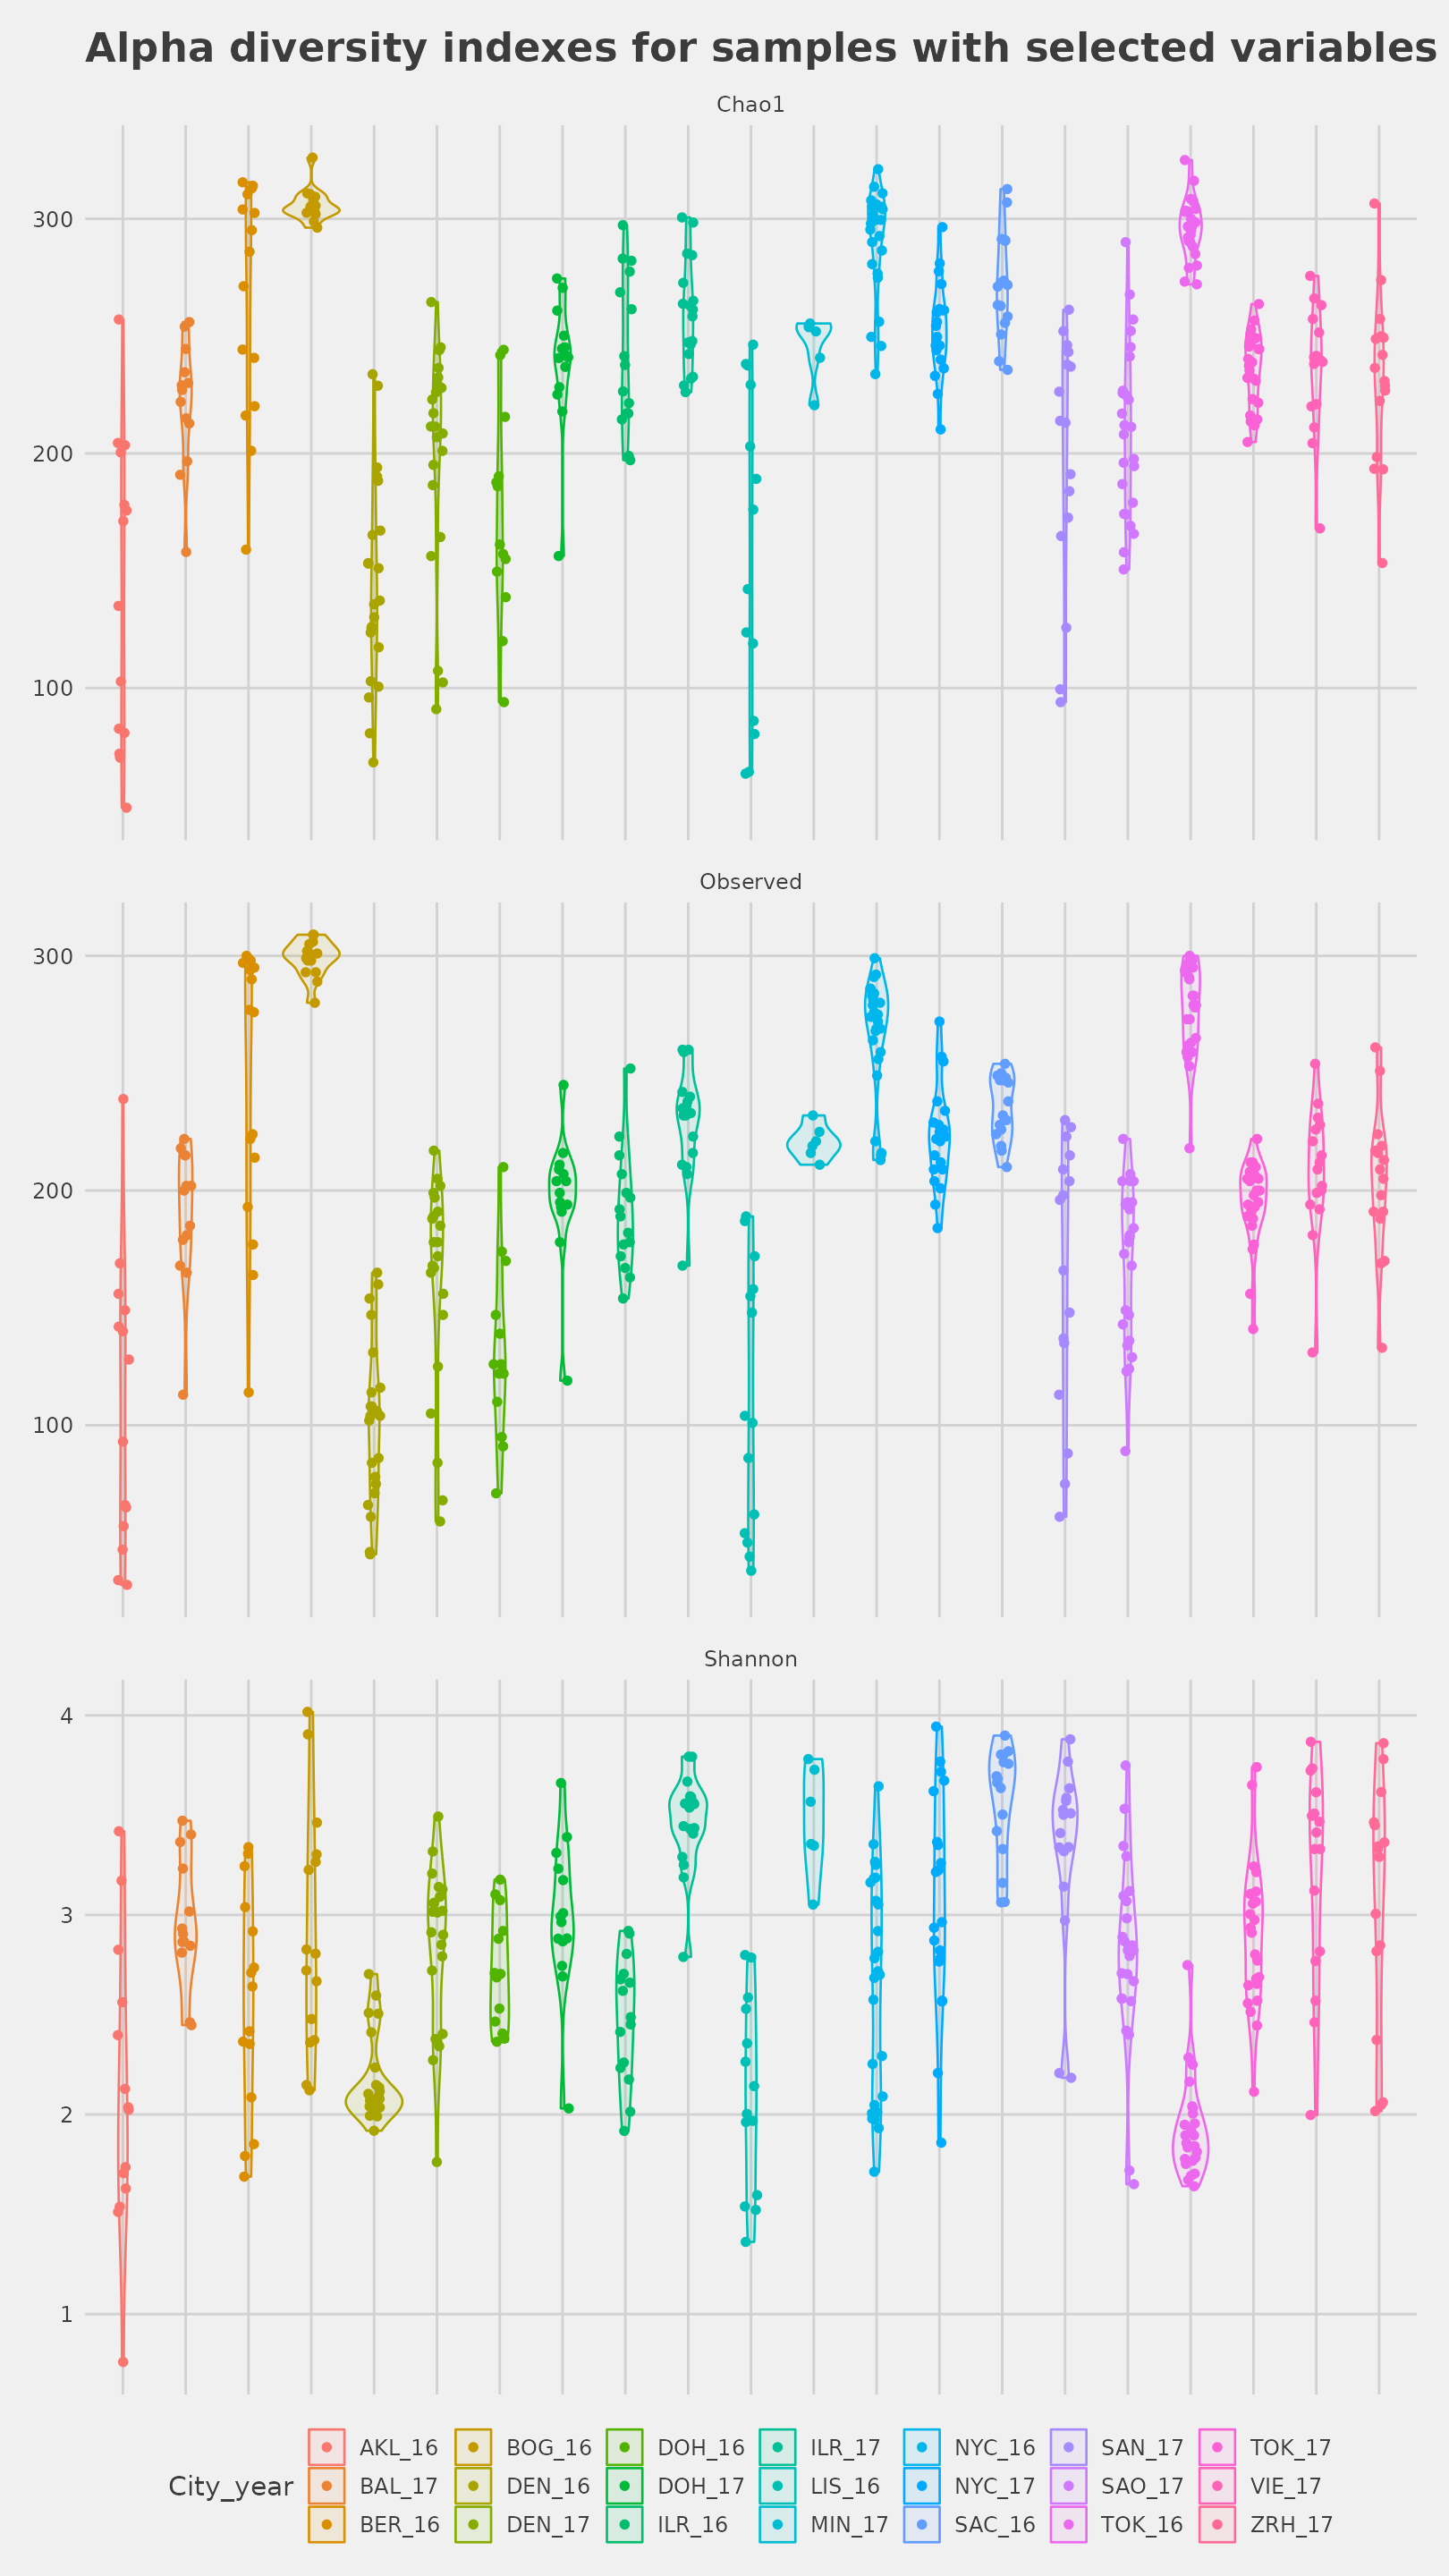 Alpha diversity indexes for samples with selected variables
Chao1
300
200
100
Observed
300
200
100
Shannon
4
3
2
1
AKL_16 BOG_16 DOH_16 ILR_17 NYC_16 SAN_17 TOK_17
City_year BAL_17 DEN_16 DOH_17 LIS_16 NYC_17 SAO_17 VIE_17
BER_16 DEN_17 ILR_16 MIN_17 SAC_16 TOK_16 ZRH_17